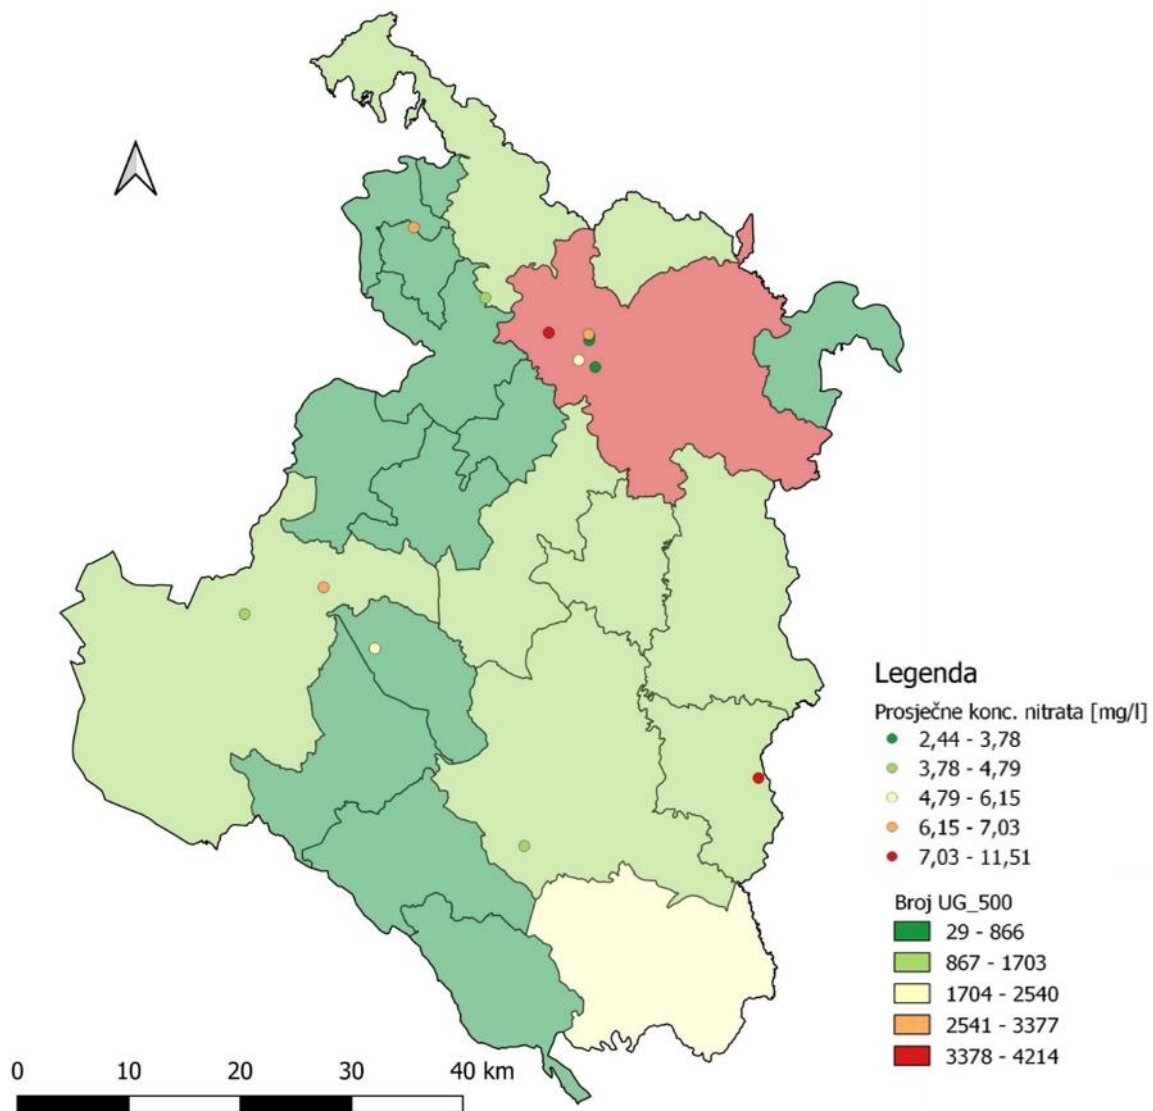 Legenda
Prosječne konc. nitrata [mg/l]
2,44 - 3,78
3,78 - 4,79
4,79 - 6,15
6,15 - 7,03
7,03 - 11,51
Broj UG_500
29 - 866
867 - 1703
1704 - 2540
2541 - 3377
3378 - 4214
0 10 20 30 40 km